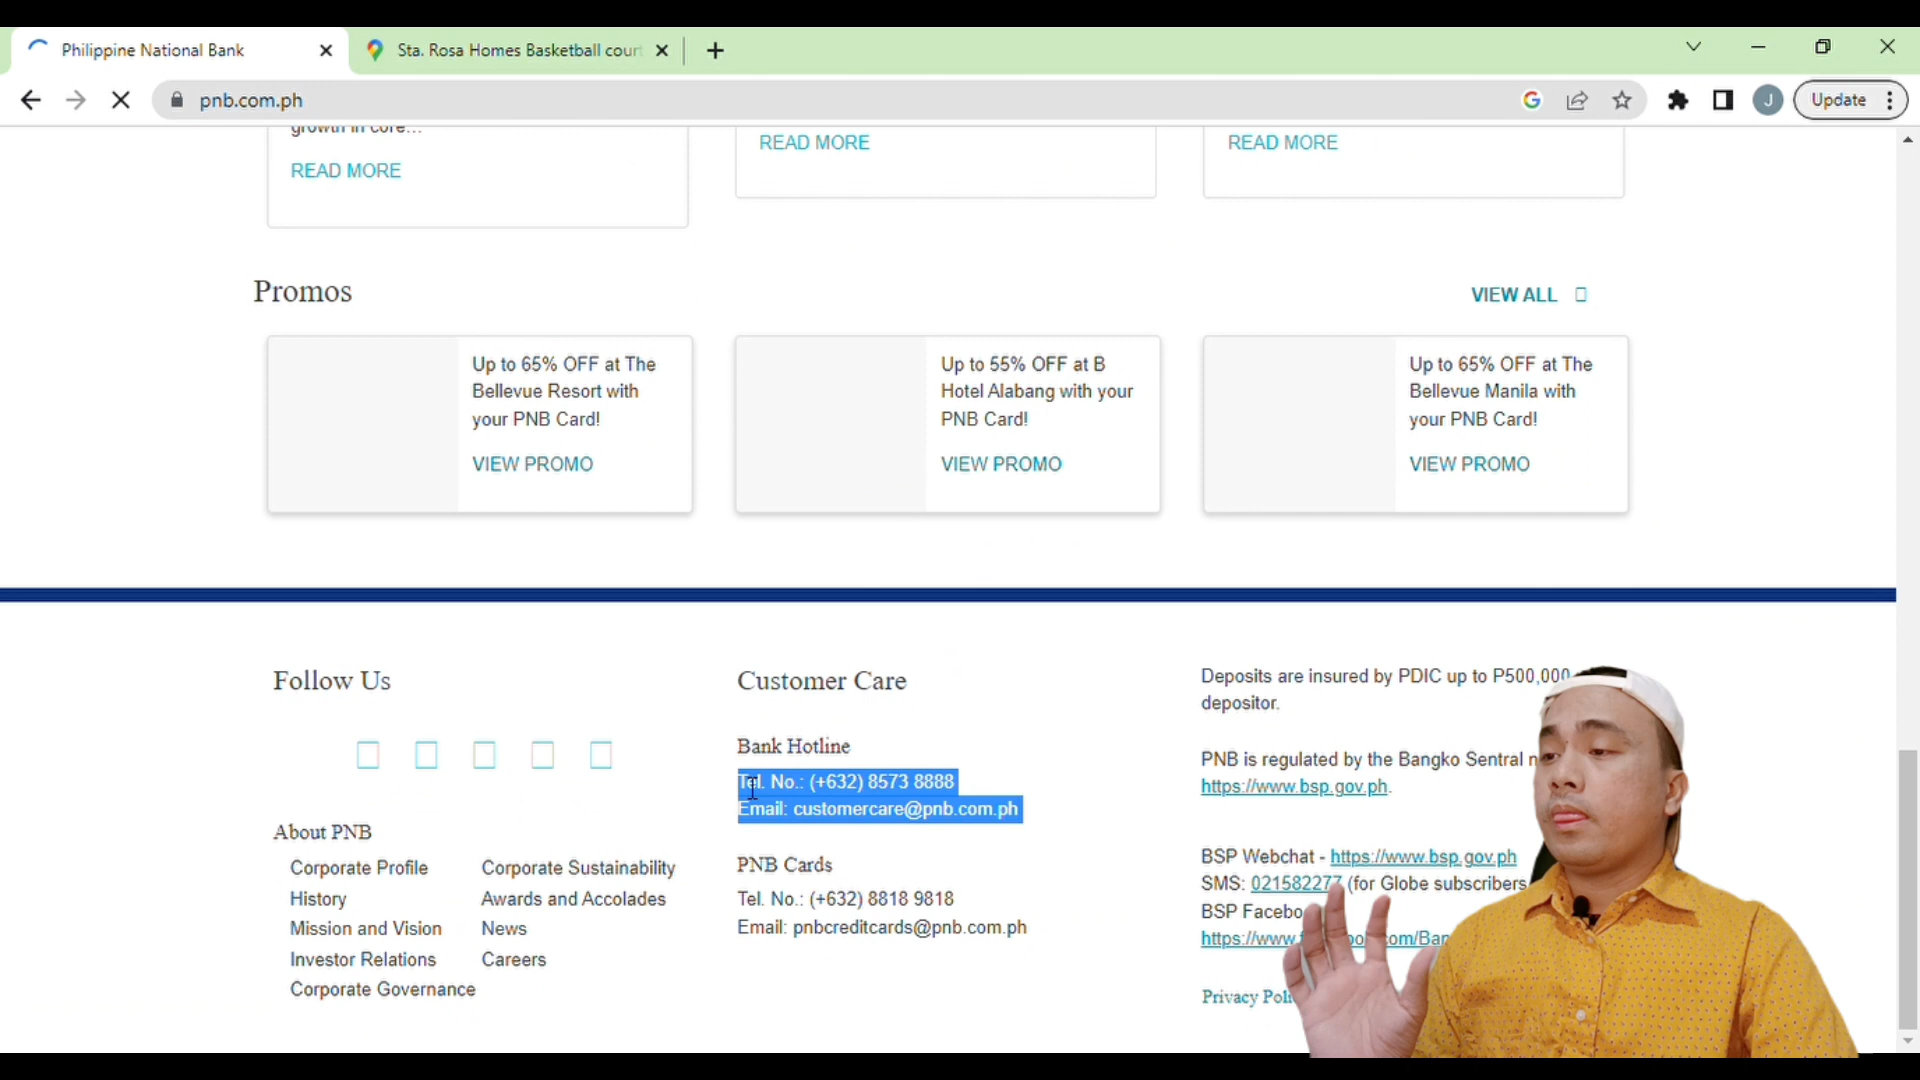 Philippine National Bank
Sta. Rosa Homes Basketball cour
pnb.com.ph
J
Update
growth in core...
READ MORE
READ MORE
READ MORE
Promos
VIEW ALL
Up to 65% OFF at The
Bellevue Resort with
your PNB Card!
VIEW PROMO
Up to 55% OFF at B
Hotel Alabang with your
PNB Card!
VIEW PROMO
Up to 65% OFF at The
Bellevue Manila with
your PNB Card!
VIEW PROMO
Follow Us
About PNB
Corporate Profile
History
Mission and Vision
Investor Relations
Corporate Governance
Corporate Sustainability
Awards and Accolades
News
Careers
Customer Care
Bank Hotline
Tel. No.: (+632) 8573 8888
Email: customercare@pnb.com.ph
PNB Cards
Tel. No.: (+632) 8818 9818
Email: pnbcreditcards@pnb.com.ph
Deposits are insured by PDIC up to P500,000
depositor.
PNB is regulated by the Bangko Sentral
https://www.bsp.gov.ph.
BSP Webchat - https://www.bsp.gov.ph
SMS: 021582277 (for Globe subscribers
BSP
https://www.
Privacy